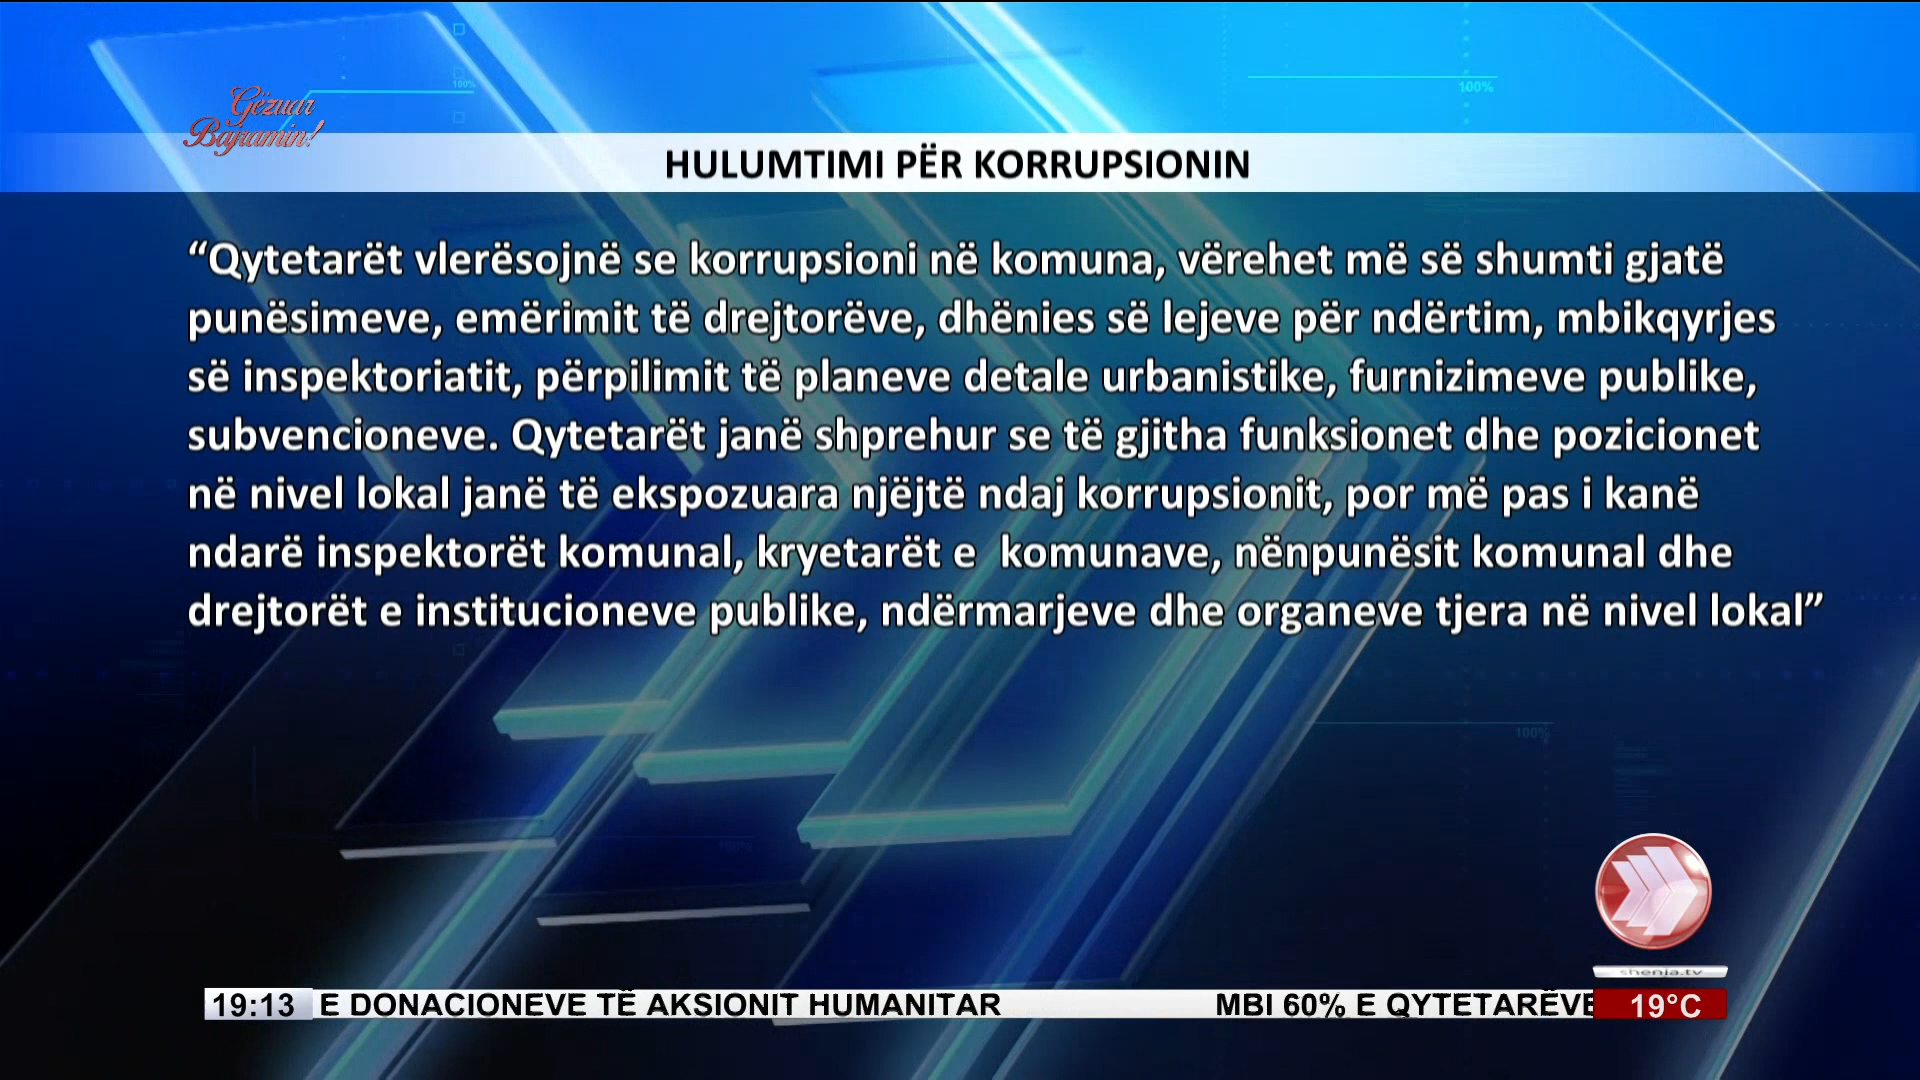 Gëzuar
Bajramin!
100%
100%
HULUMTIMI PËR KORRUPSIONIN
“Qytetarët vlerësojnë se korrupsioni në komuna, vërehet më së shumti gjatë
punësimeve, emërimit të drejtorëve, dhënies së lejeve për ndërtim, mbikqyrjes
së inspektoriatit, përpilimit të planeve detale urbanistike, furnizimeve publike,
subvencioneve. Qytetarët janë shprehur se të gjitha funksionet dhe pozicionet
në nivel lokal janë të ekspozuara njëjtë ndaj korrupsionit, por më pas i kanë
ndarë inspektorët komunal, kryetarët e komunave, nënpunësit komunal dhe
drejtorët e institucioneve publike, ndërmarjeve dhe organeve tjera në nivel lokal”
100%
100%
shenja.tv
19:13 E DONACIONEVE TË AKSIONIT HUMANITAR MBI 60% E QYTETARËVE 19°C